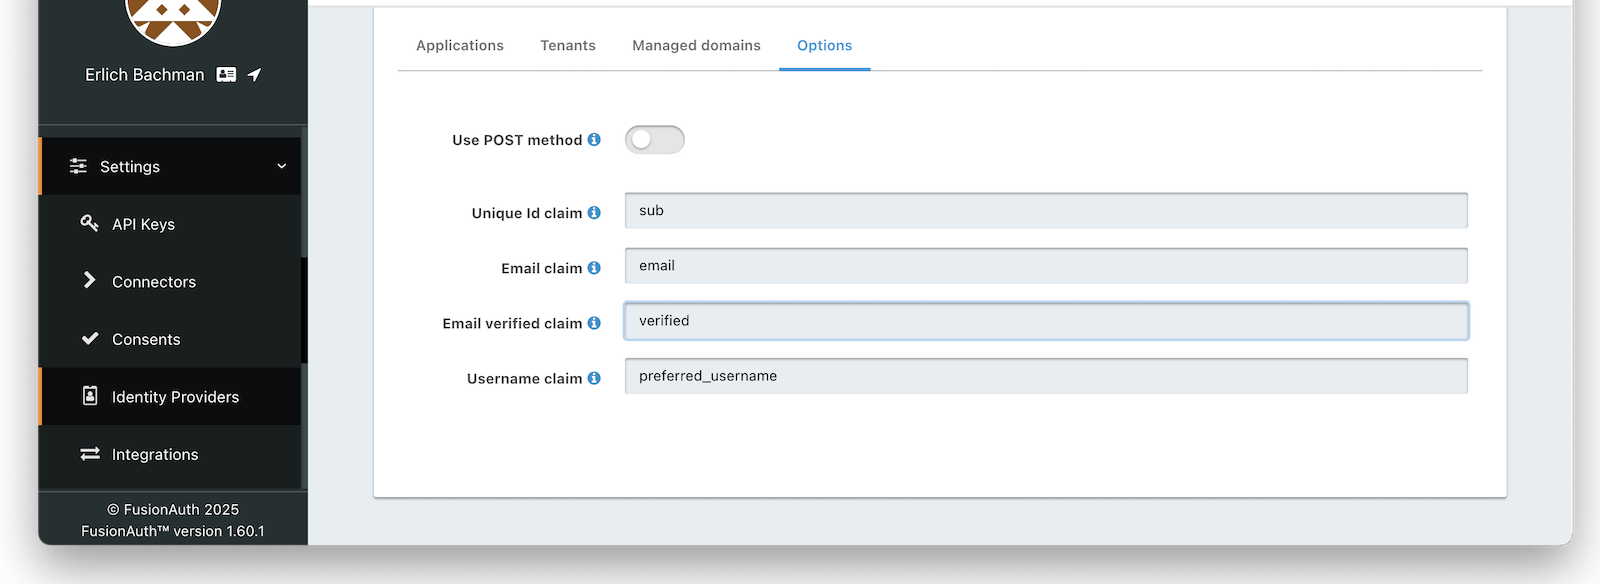 Erlich Bachman
Settings
API Keys
Connectors
Consents
Identity Providers
Integrations
© FusionAuth 2025
FusionAuth™ version 1.60.1
Applications Tenants Managed domains Options
Use POST method
Unique Id claim sub
Email claim email
Email verified claim verified
Username claim preferred_username